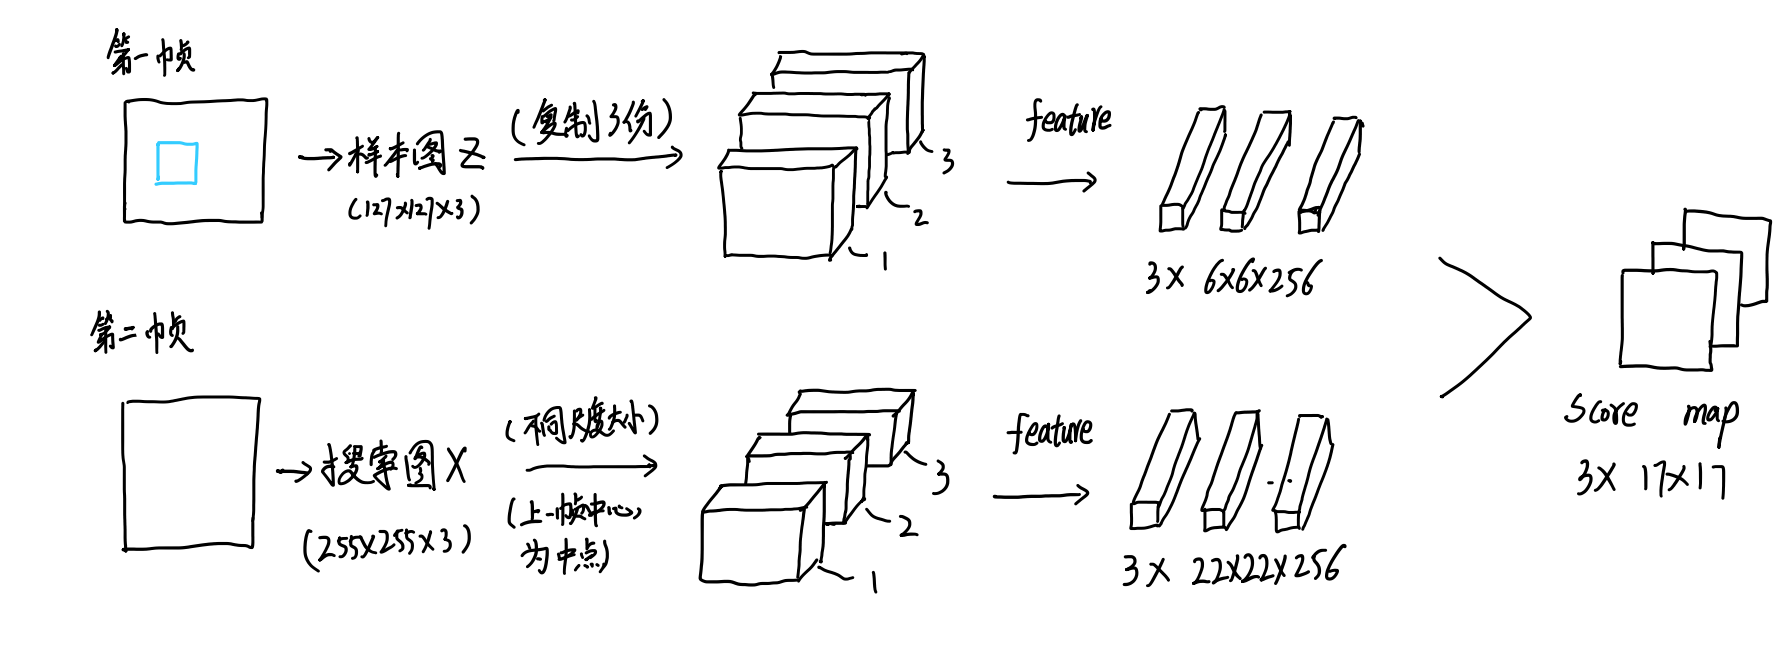 第一帧
样本图 Z
(127×127×3)
(复制3份)
3
2
1
feature
3× 6×6×256
第二帧
搜索图 X
(255×255×3)
(不同尺度大小)
(上一帧中心,
为中点)
3
2
1
feature
3× 22×22×256
score map
3× 17×17